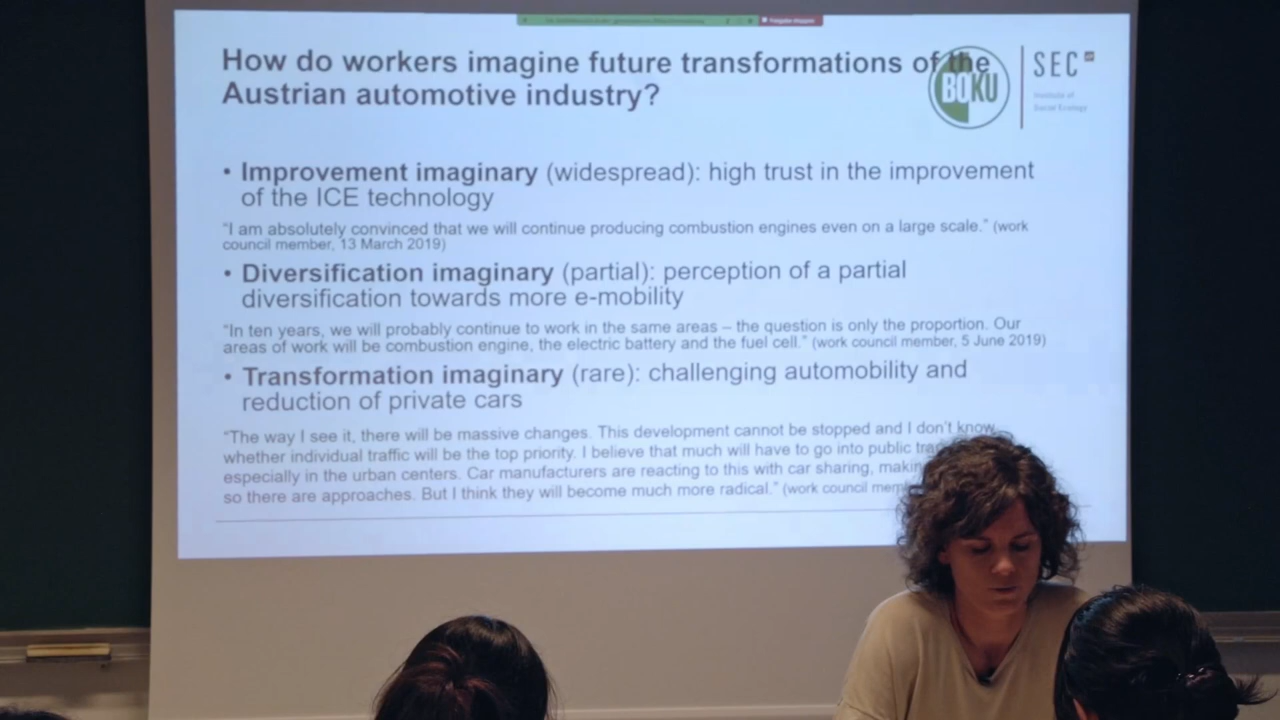 How do workers imagine future transformations of the
Austrian automotive industry?
BOKU
SEC
Institute of
Social Ecology
• Improvement imaginary (widespread): high trust in the improvement
of the ICE technology
"I am absolutely convinced that we will continue producing combustion engines even on a large scale." (work
council member, 13 March 2019)
• Diversification imaginary (partial): perception of a partial
diversification towards more e-mobility
"In ten years, we will probably continue to work in the same areas – the question is only the proportion. Our
areas of work will be combustion engine, the electric battery and the fuel cell." (work council member, 5 June 2019)
• Transformation imaginary (rare): challenging automobility and
reduction of private cars
"The way I see it, there will be massive changes. This development cannot be stopped and I don't know
whether individual traffic will be the top priority. I believe that much will have to go into public
especially in the urban centers. Car manufacturers are reacting to this with car sharing,
so there are approaches. But I think they will become much more radical." (work council